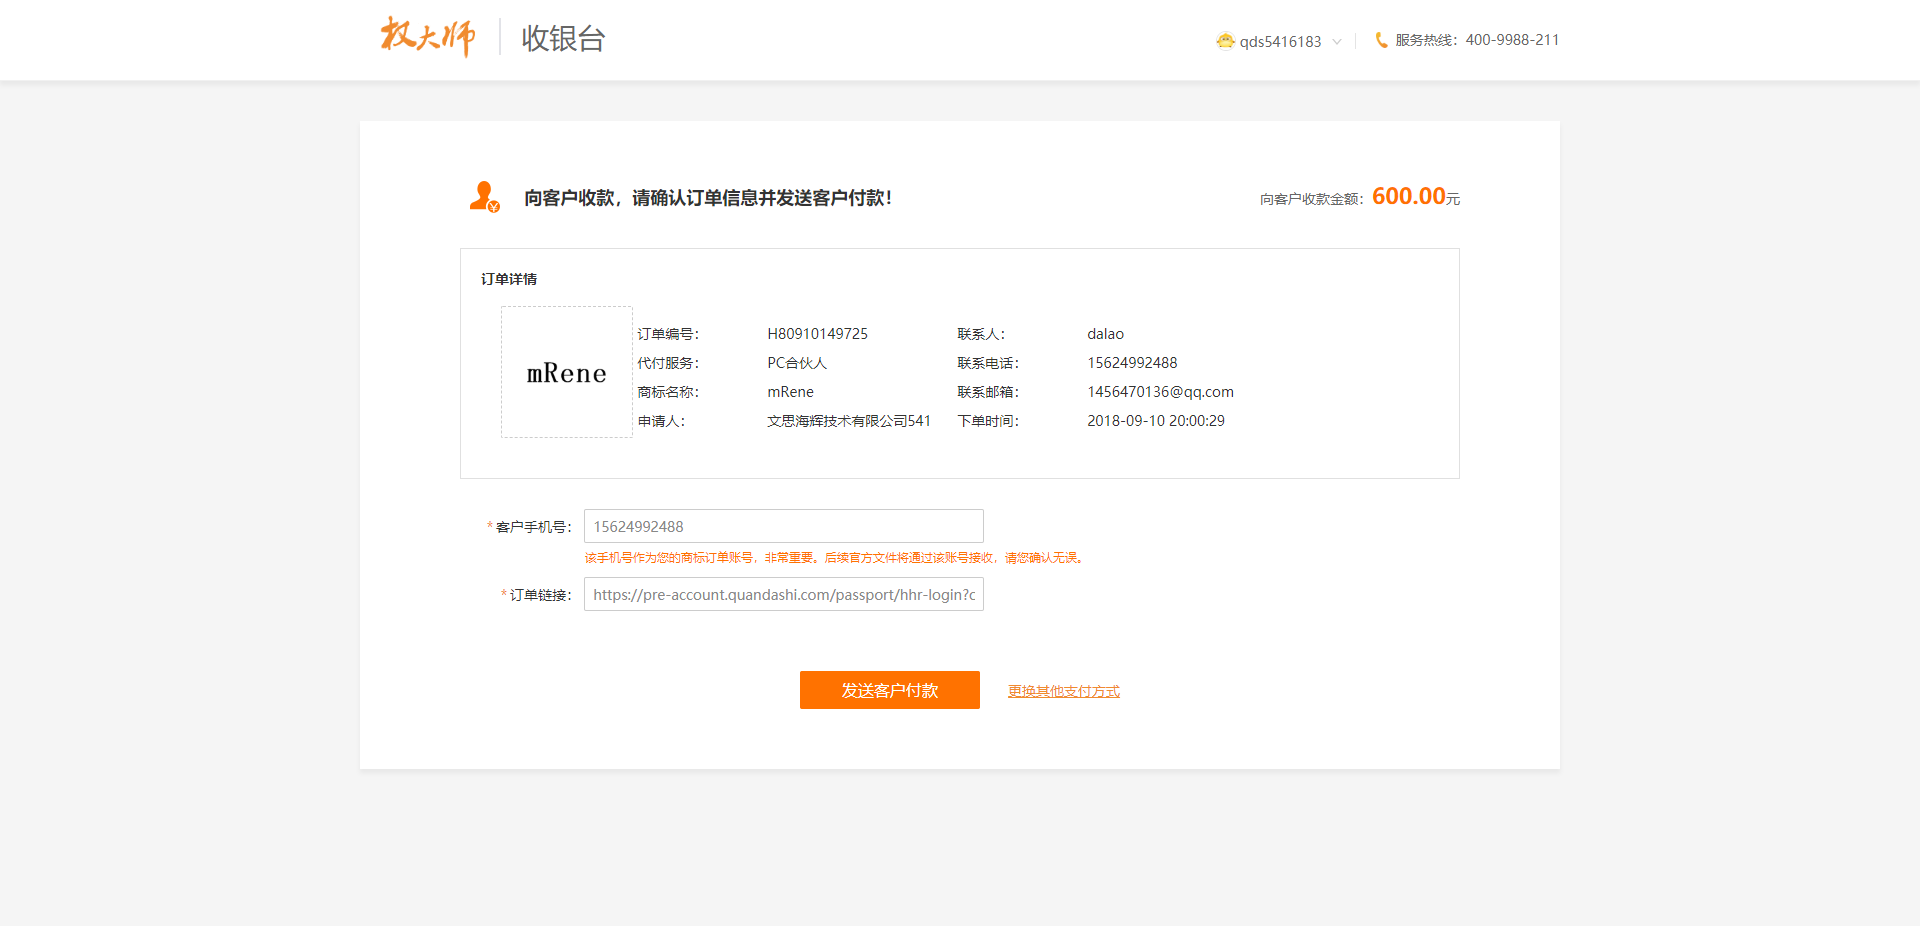 权大师 收银台 qds5416183 服务热线：400-9988-211
向客户收款，请确认订单信息并发送客户付款！ 向客户收款金额：600.00元
订单详情
mRene
订单编号： H80910149725 联系人： dalao
代付服务： PC合伙人 联系电话： 15624992488
商标名称： mRene 联系邮箱： 1456470136@qq.com
申请人： 文思海辉技术有限公司541 下单时间： 2018-09-10 20:00:29
*客户手机号： 15624992488
该手机号作为您的商标订单账号，非常重要。后续官方文件将通过该账号接收，请您确认无误。
*订单链接： https://pre-account.quandashi.com/passport/hhr-login?c
发送客户付款 更换其他支付方式